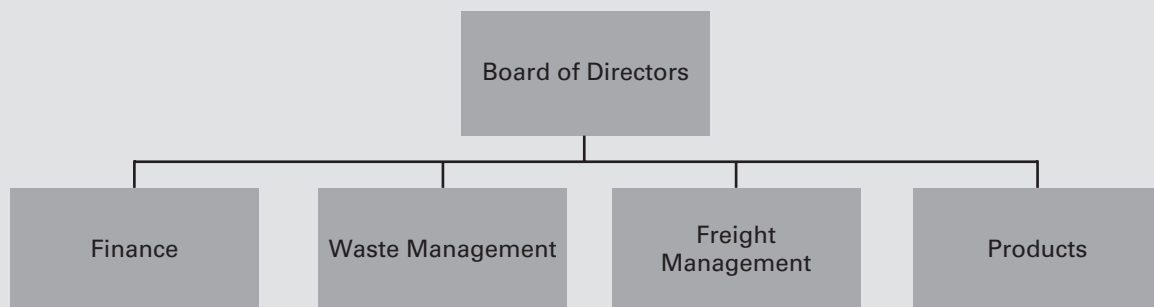 Board of Directors
Finance
Waste Management
Freight
Management
Products